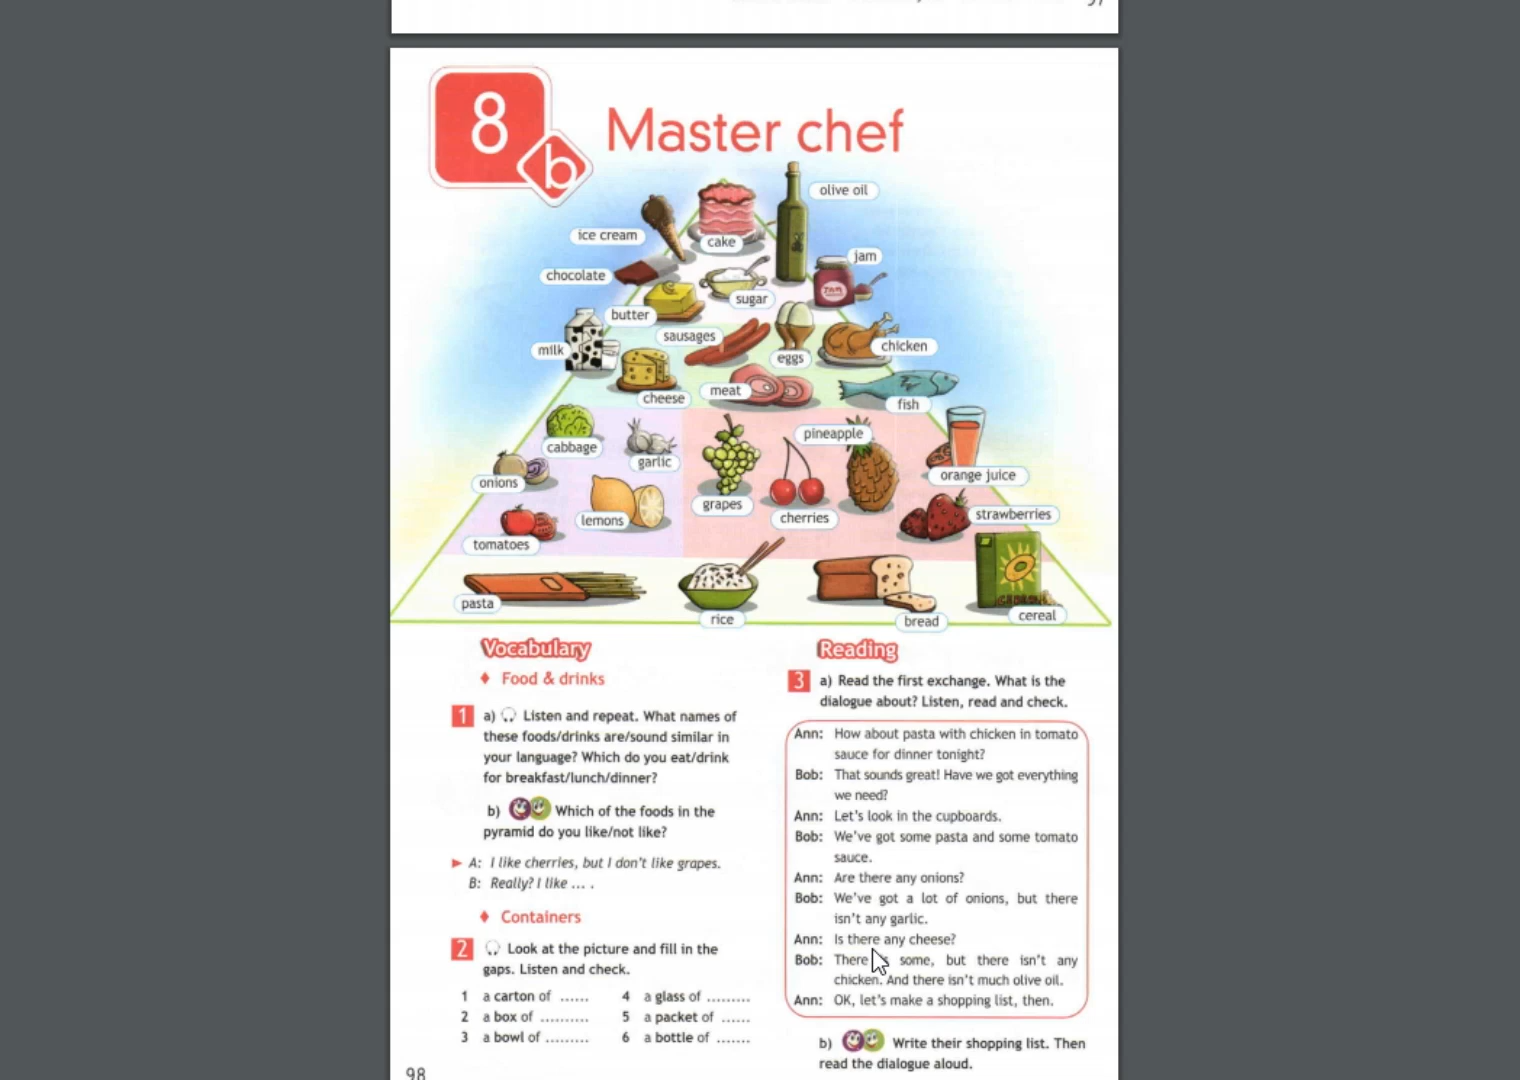 8
b
Master chef
olive oil
ice cream
cake
jam
chocolate
JAM
sugar
butter
sausages
milk
eggs
chicken
cheese
meat
fish
cabbage
garlic
pineapple
onions
orange juice
lemons
grapes
cherries
strawberries
tomatoes
pasta
rice
bread
cereal
Vocabulary
♦ Food & drinks
1 a) Listen and repeat. What names of
these foods/drinks are/sound similar in
your language? Which do you eat/drink
for breakfast/lunch/dinner?
b) Which of the foods in the
pyramid do you like/not like?
► A: I like cherries, but I don't like grapes.
B: Really? I like ... .
♦ Containers
2 Look at the picture and fill in the
gaps. Listen and check.
1 a carton of ......
2 a box of ..........
3 a bowl of .........
4 a glass of .........
5 a packet of ......
6 a bottle of .......
98
Reading
3 a) Read the first exchange. What is the
dialogue about? Listen, read and check.
Ann: How about pasta with chicken in tomato
sauce for dinner tonight?
Bob: That sounds great! Have we got everything
we need?
Ann: Let's look in the cupboards.
Bob: We've got some pasta and some tomato
sauce.
Ann: Are there any onions?
Bob: We've got a lot of onions, but there
isn't any garlic.
Ann: Is there any cheese?
Bob: There some, but there isn't any
chicken. And there isn't much olive oil.
Ann: OK, let's make a shopping list, then.
b) Write their shopping list. Then
read the dialogue aloud.